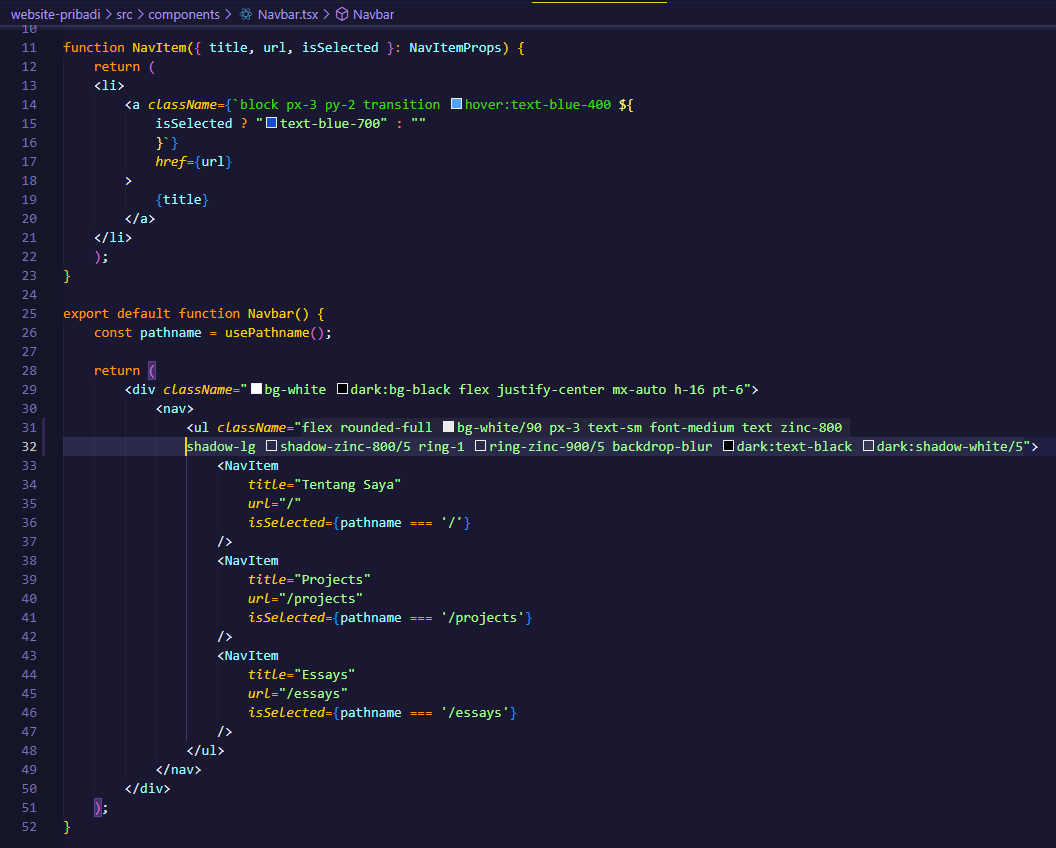 website-pribadi > src > components > Navbar.tsx > Navbar
10
11 function NavItem({ title, url, isSelected }: NavItemProps) {
12     return (
13     <li>
14         <a className={`block px-3 py-2 transition hover:text-blue-400 ${
15             isSelected ? "text-blue-700" : ""
16             }`}
17             href={url}
18         >
19             {title}
20         </a>
21     </li>
22     );
23 }
24
25 export default function Navbar() {
26     const pathname = usePathname();
27
28     return (
29         <div className="bg-white dark:bg-black flex justify-center mx-auto h-16 pt-6">
30             <nav>
31                 <ul className="flex rounded-full bg-white/90 px-3 text-sm font-medium text zinc-800
32                 shadow-lg shadow-zinc-800/5 ring-1 ring-zinc-900/5 backdrop-blur dark:text-black dark:shadow-white/5">
33                     <NavItem
34                         title="Tentang Saya"
35                         url="/"
36                         isSelected={pathname === '/'}
37                     />
38                     <NavItem
39                         title="Projects"
40                         url="/projects"
41                         isSelected={pathname === '/projects'}
42                     />
43                     <NavItem
44                         title="Essays"
45                         url="/essays"
46                         isSelected={pathname === '/essays'}
47                     />
48                 </ul>
49             </nav>
50         </div>
51     );
52 }